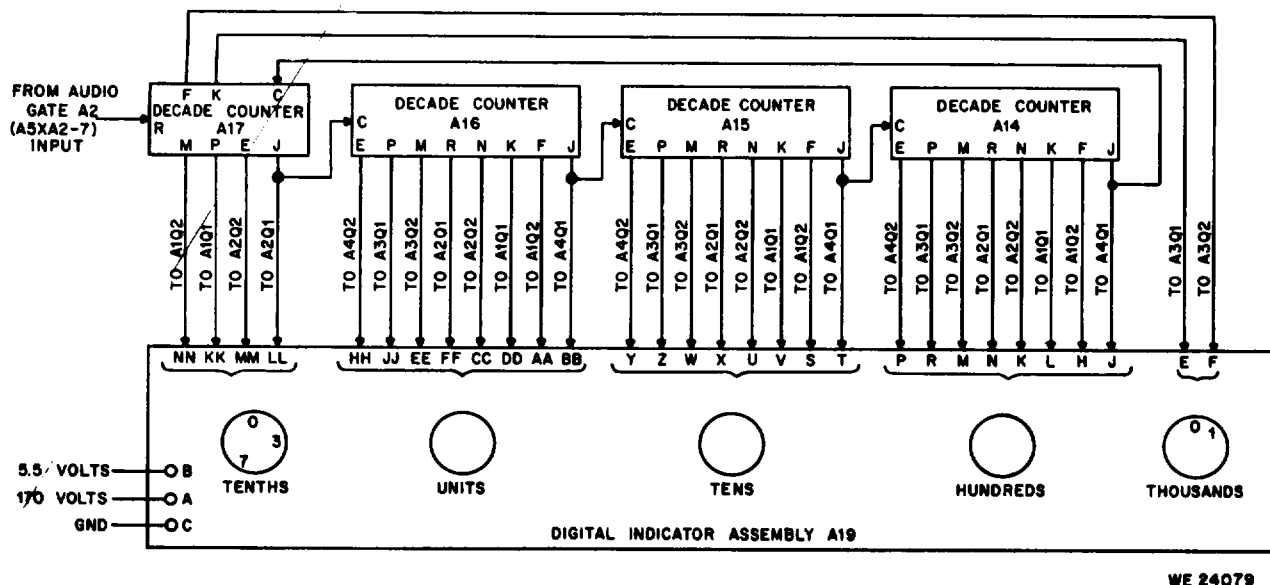 FROM AUDIO
GATE A2
(A5XA2-7)
INPUT
F K C
DECADE COUNTER
R A17
M P E J
DECADE COUNTER
C A16
E P M R N K F J
DECADE COUNTER
C A15
E P M R N K F J
DECADE COUNTER
C A14
E P M R N K F J
TO A1Q2
TO A1Q1
TO A2Q2
TO A2Q1
TO A4Q2
TO A3Q1
TO A3Q2
TO A2Q1
TO A2Q2
TO A1Q1
TO A1Q2
TO A4Q1
TO A4Q2
TO A3Q1
TO A3Q2
TO A2Q1
TO A2Q2
TO A1Q1
TO A1Q2
TO A4Q1
TO A4Q2
TO A3Q1
TO A3Q2
TO A2Q1
TO A2Q2
TO A1Q1
TO A1Q2
TO A4Q1
TO A3Q1
TO A3Q2
NN KK MM LL
HH JJ EE FF CC DD AA BB
Y Z W X U V S T
P R M N K L H J
E F
0
3
7
0 1
TENTHS
UNITS
TENS
HUNDREDS
THOUSANDS
5.5 VOLTS B
170 VOLTS A
GND C
DIGITAL INDICATOR ASSEMBLY A19
WE 24079